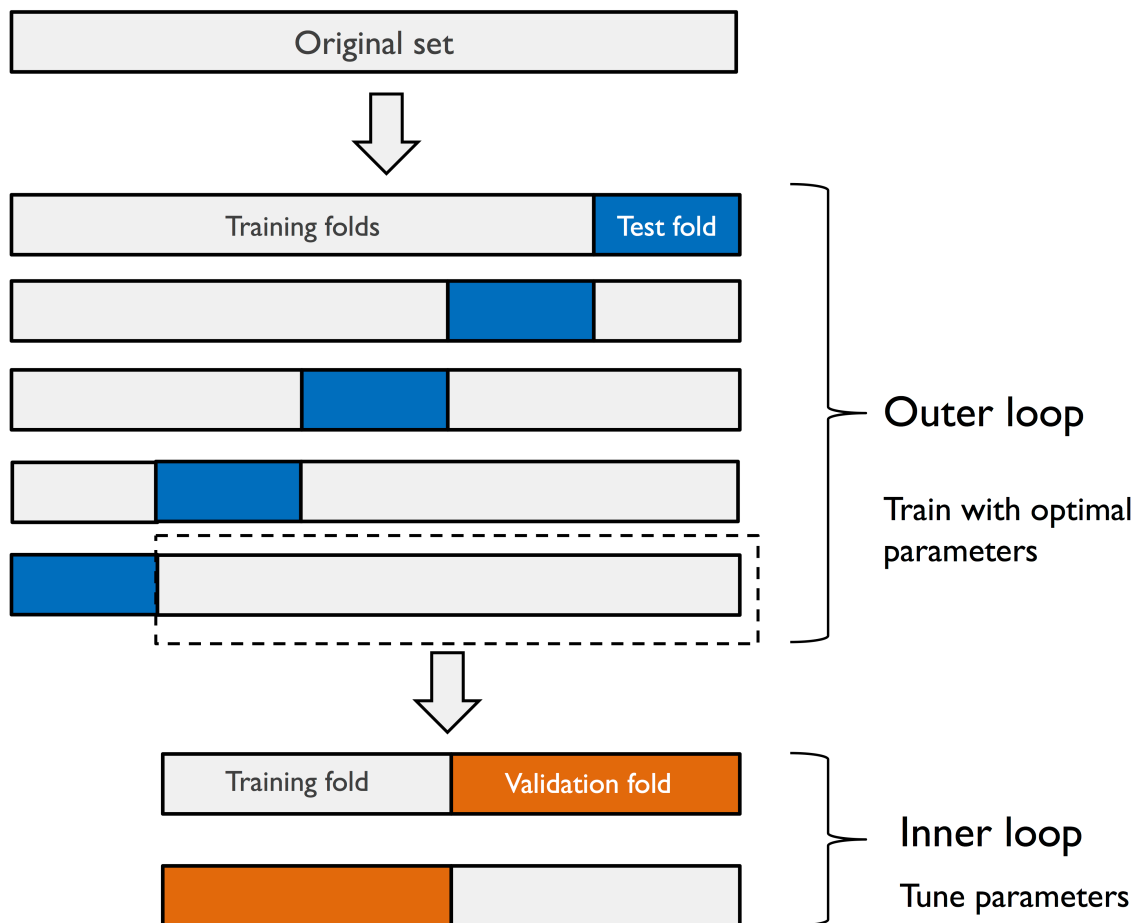 Original set
Training folds
Test fold
Outer loop
Train with optimal
parameters
Training fold
Validation fold
Inner loop
Tune parameters